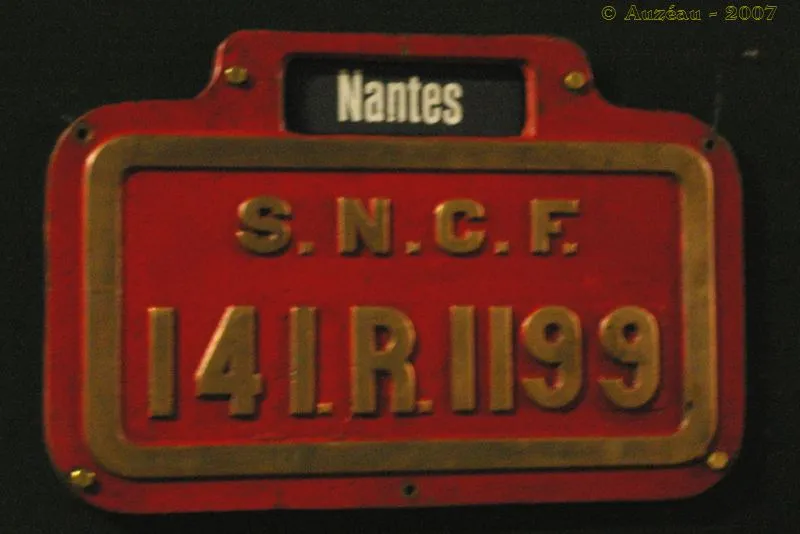 © Auzéau - 2007
Nantes
S.N.C.F.
141.R.1199